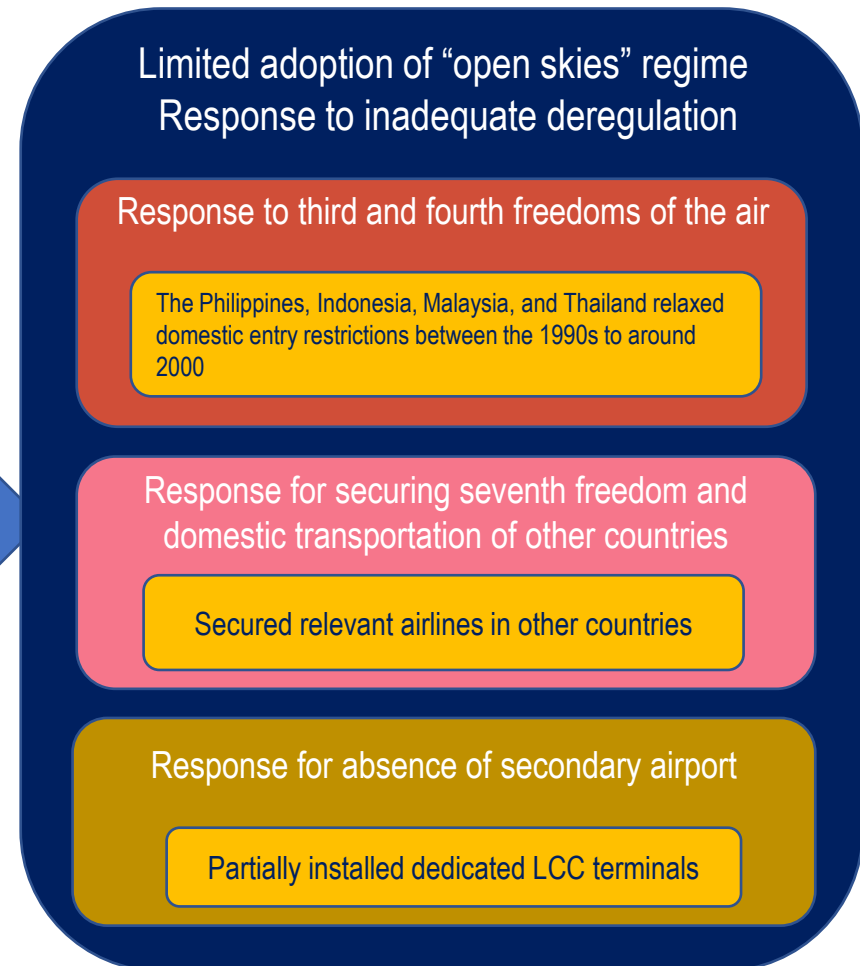 Limited adoption of “open skies” regime
Response to inadequate deregulation
Response to third and fourth freedoms of the air
The Philippines, Indonesia, Malaysia, and Thailand relaxed
domestic entry restrictions between the 1990s to around
2000
Response for securing seventh freedom and
domestic transportation of other countries
Secured relevant airlines in other countries
Response for absence of secondary airport
Partially installed dedicated LCC terminals